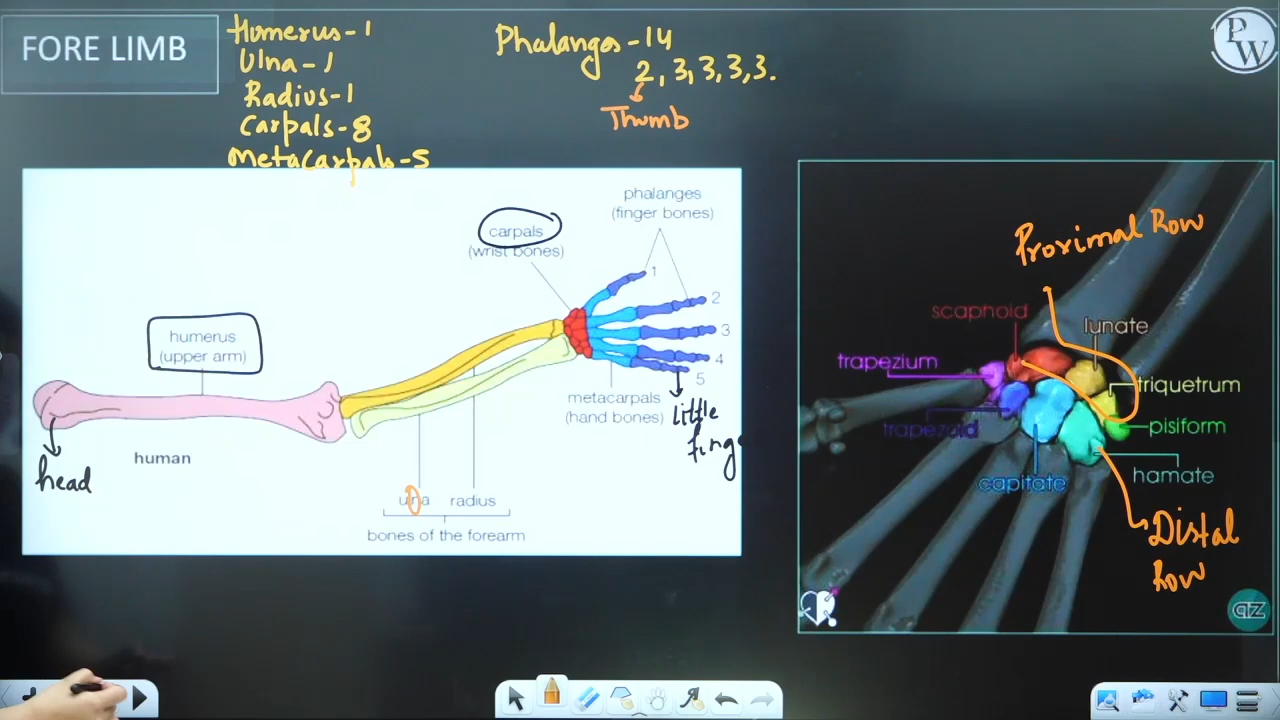 FORE LIMB
Humerus-1
Ulna-1
Radius-1
Carpals-8
Metacarpals-5
Phalanges-14
2, 3, 3, 3, 3.
Thumb
PW
phalanges
(finger bones)
carpals
(wrist bones)
1
2
3
4
5
humerus
(upper arm)
metacarpals
(hand bones)
Little
fing
head
human
ulna radius
bones of the forearm
Proximal Row
scaphoid
lunate
trapezium
triquetrum
trapezoid
pisiform
capitate
hamate
Distal
Row
az